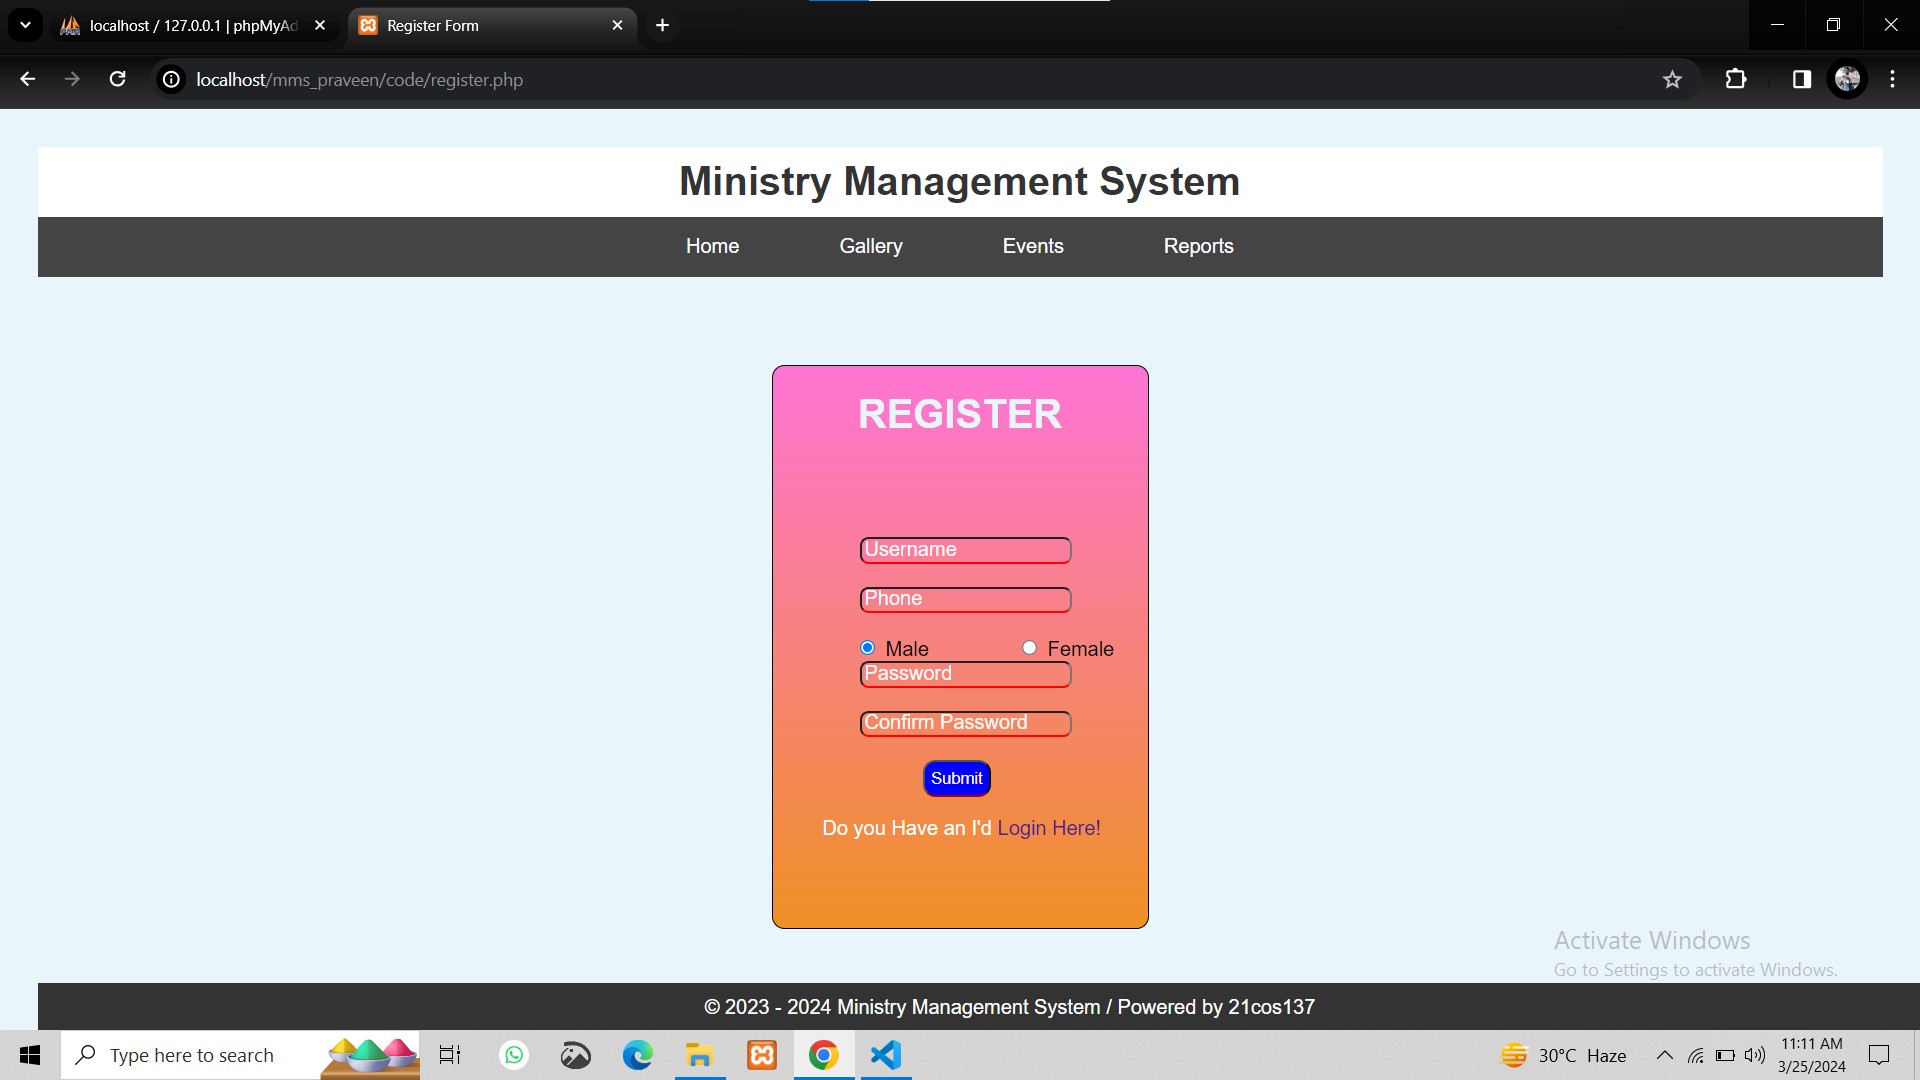 localhost / 127.0.0.1 | phpMyAd
Register Form
localhost/mms_praveen/code/register.php
Ministry Management System
Home Gallery Events Reports
REGISTER
Username
Phone
Male Female
Password
Confirm Password
Submit
Do you Have an I'd Login Here!
Activate Windows
Go to Settings to activate Windows.
© 2023 - 2024 Ministry Management System / Powered by 21cos137
Type here to search
30°C Haze
11:11 AM
3/25/2024